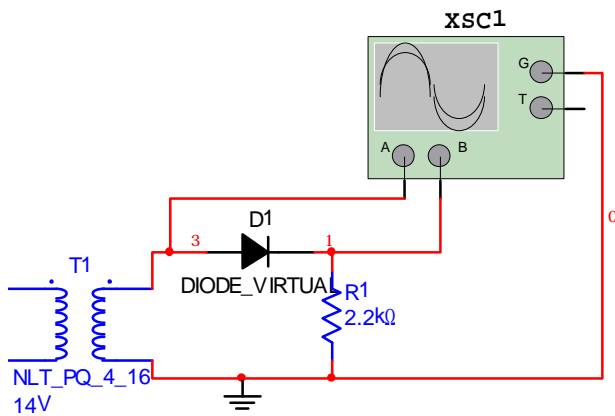 xsc1
G
T
A
B
0
D1
3
1
DIODE_VIRTUAL
T1
R1
2.2kΩ
NLT_PQ_4_16
14V